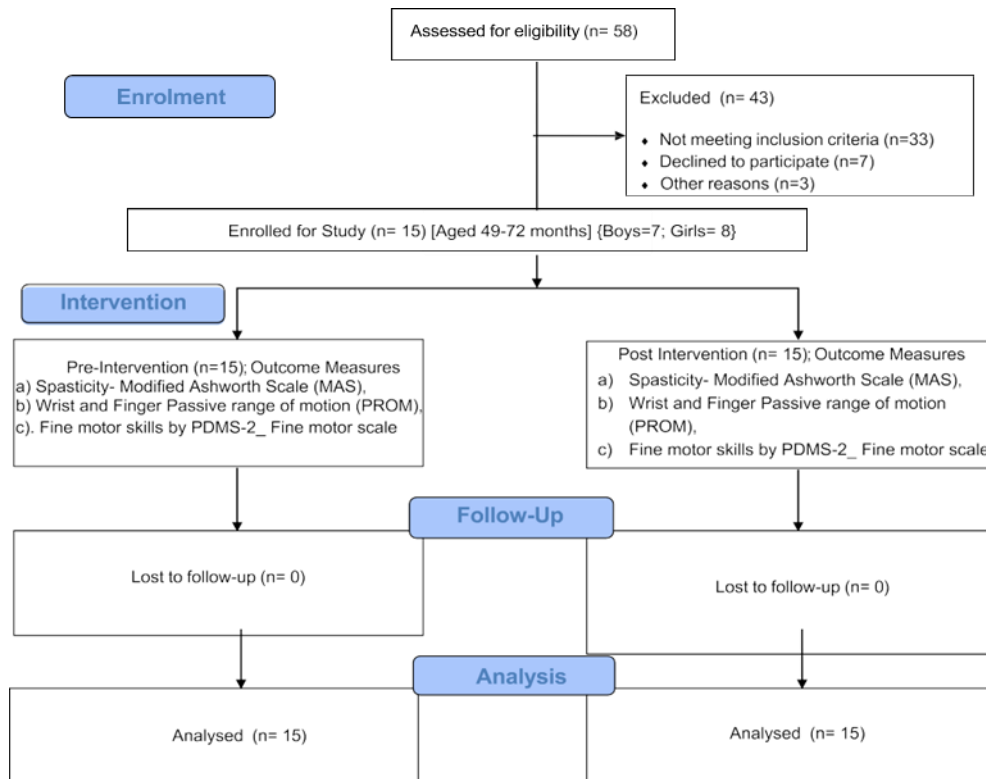 Assessed for eligibility (n= 58)
Enrolment
Excluded  (n= 43)
♦ Not meeting inclusion criteria (n=33)
♦ Declined to participate (n=7)
♦ Other reasons (n=3)
Enrolled for Study (n= 15) [Aged 49-72 months] {Boys=7; Girls= 8}
Intervention
Pre-Intervention (n=15); Outcome Measures
a) Spasticity- Modified Ashworth Scale (MAS),
b) Wrist and Finger Passive range of motion (PROM),
c). Fine motor skills by PDMS-2_ Fine motor scale
Post Intervention (n= 15); Outcome Measures
a) Spasticity- Modified Ashworth Scale (MAS),
b) Wrist and Finger Passive range of motion
(PROM),
c) Fine motor skills by PDMS-2_ Fine motor scale
Follow-Up
Lost to follow-up (n= 0)
Lost to follow-up (n= 0)
Analysis
Analysed  (n= 15)
Analysed  (n= 15)